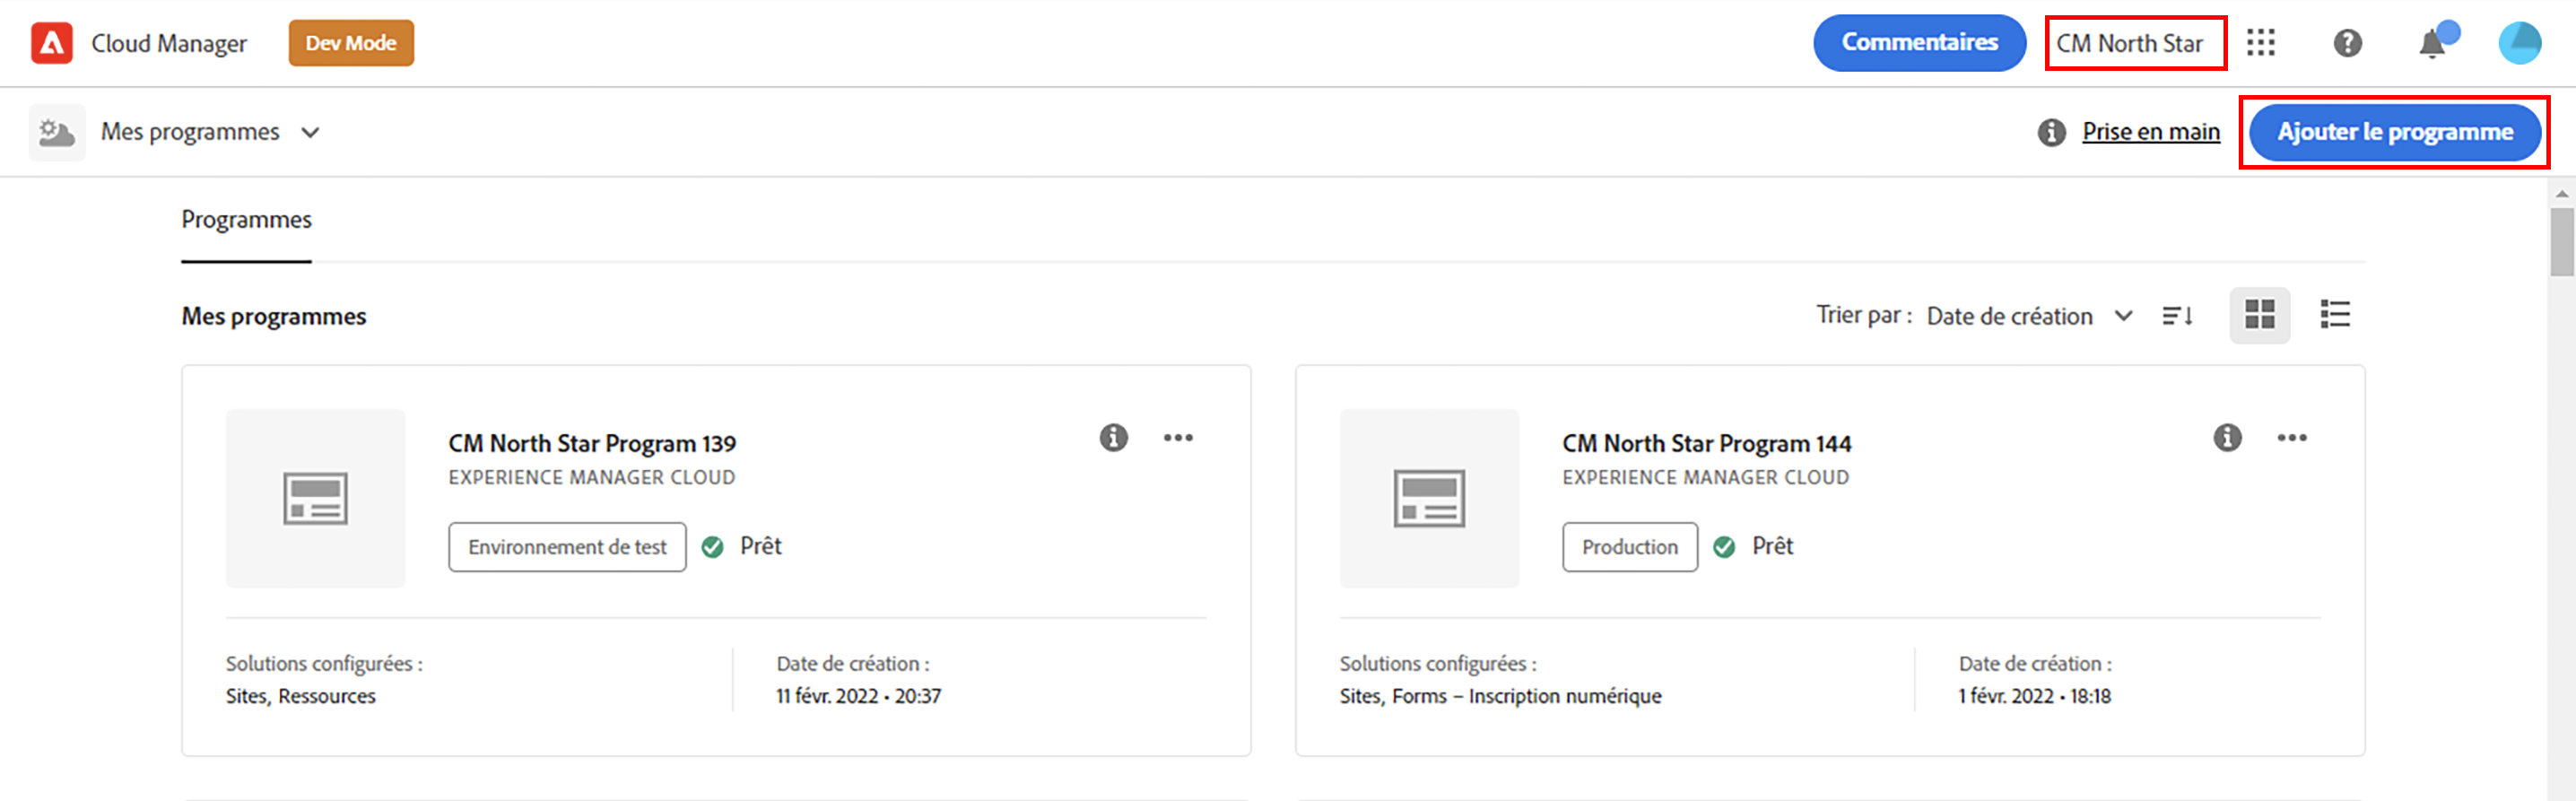 Cloud Manager Dev Mode Commentaires CM North Star
Mes programmes Prise en main Ajouter le programme
Programmes
Mes programmes Trier par : Date de création
CM North Star Program 139
EXPERIENCE MANAGER CLOUD
Environnement de test Prêt
Solutions configurées : Date de création :
Sites, Ressources 11 févr. 2022 • 20:37
CM North Star Program 144
EXPERIENCE MANAGER CLOUD
Production Prêt
Solutions configurées : Date de création :
Sites, Forms – Inscription numérique 1 févr. 2022 • 18:18